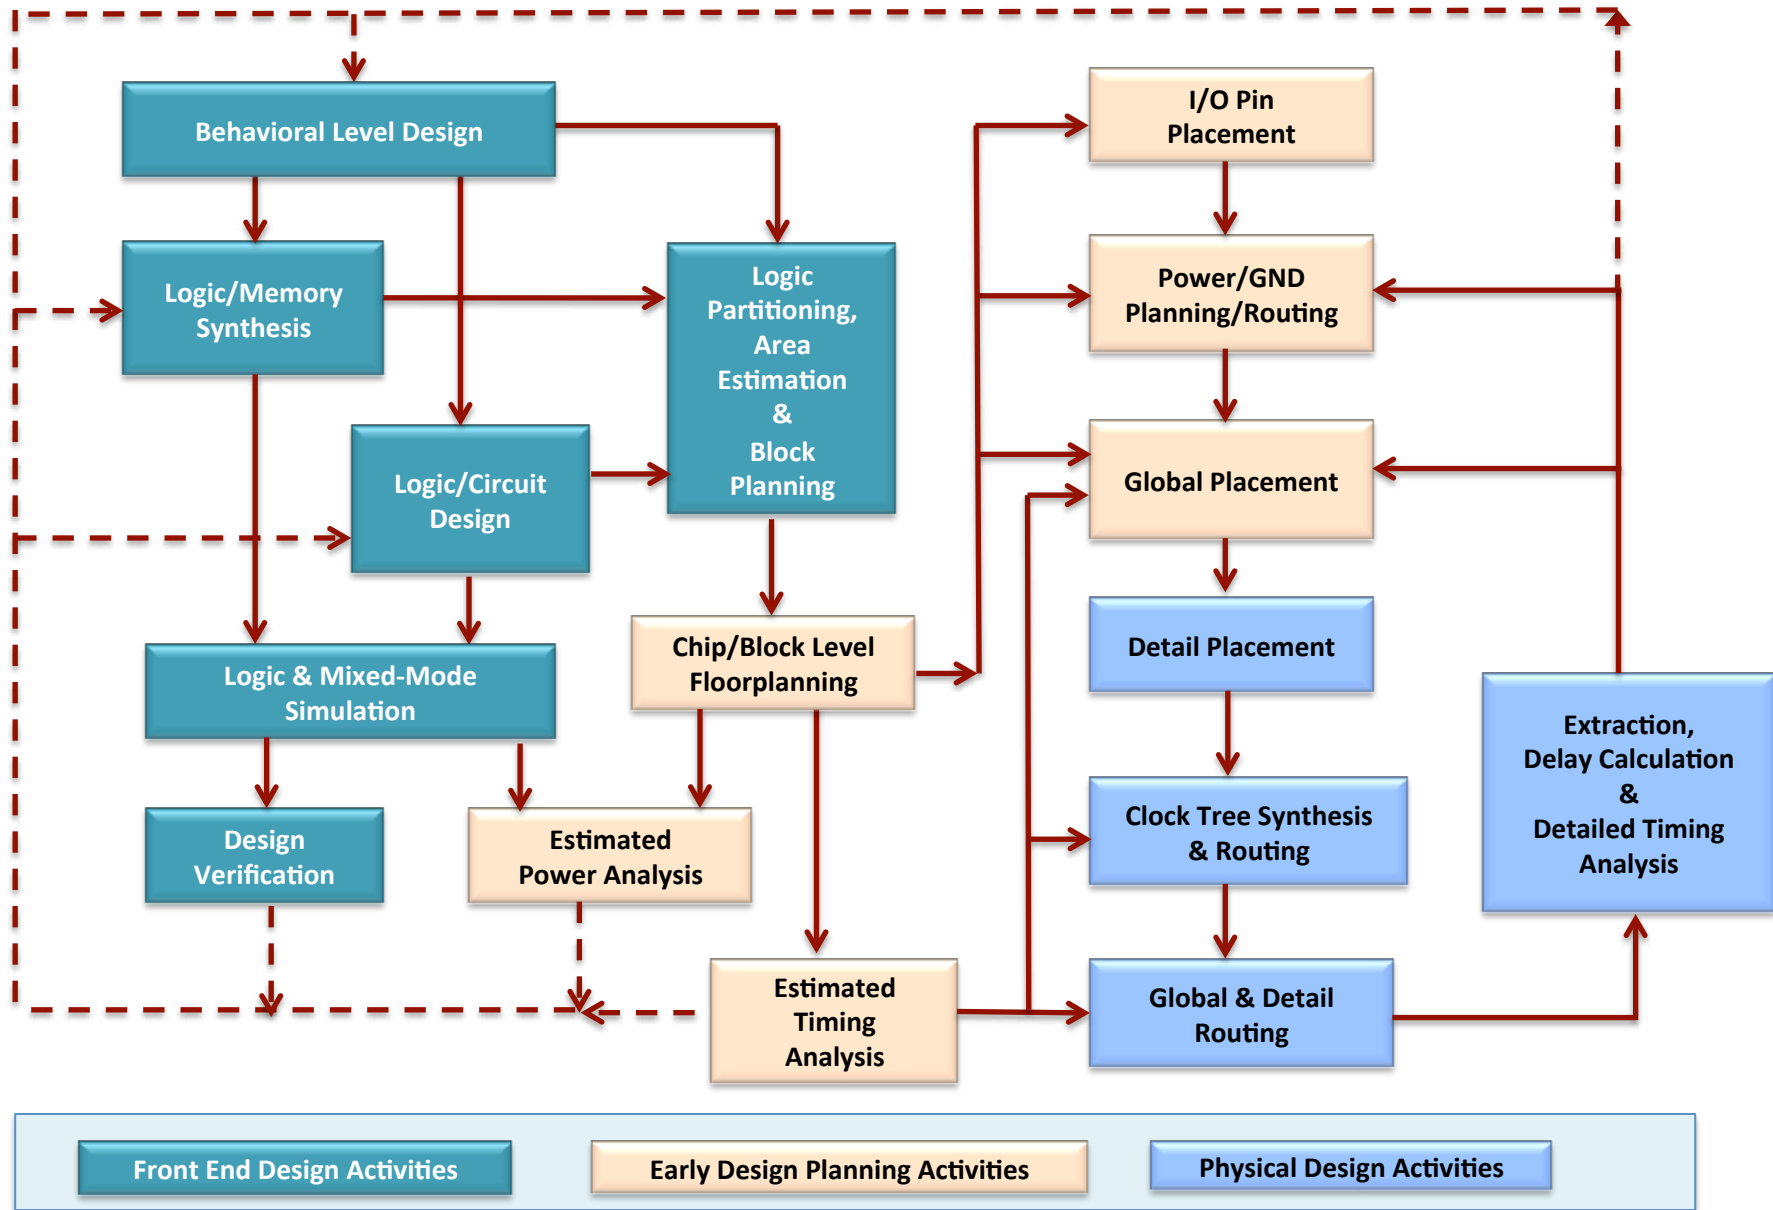 Behavioral Level Design
I/O Pin
Placement
Logic/Memory
Synthesis
Logic
Partitioning,
Area
Estimation
&
Block
Planning
Power/GND
Planning/Routing
Logic/Circuit
Design
Global Placement
Chip/Block Level
Floorplanning
Detail Placement
Logic & Mixed-Mode
Simulation
Extraction,
Delay Calculation
&
Detailed Timing
Analysis
Design
Verification
Estimated
Power Analysis
Clock Tree Synthesis
& Routing
Estimated
Timing
Analysis
Global & Detail
Routing
Front End Design Activities
Early Design Planning Activities
Physical Design Activities